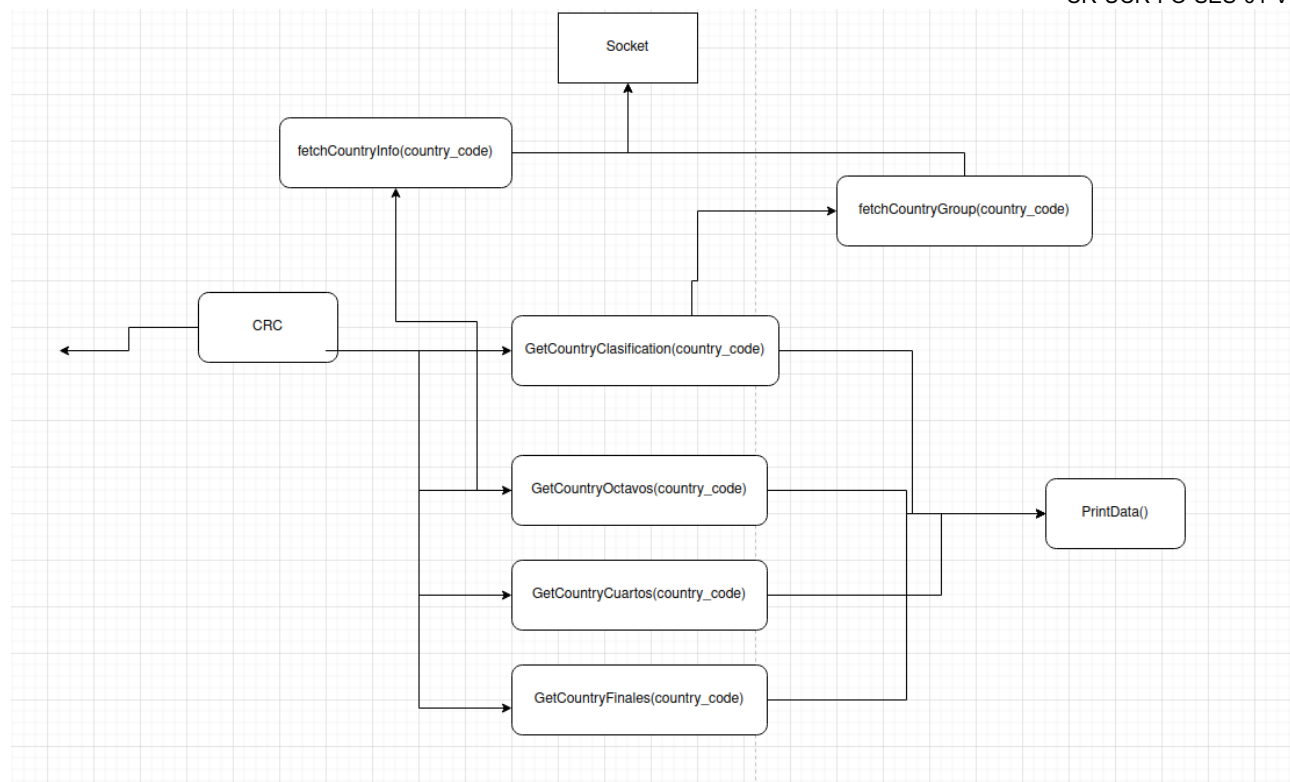 Socket
fetchCountryInfo(country_code)
fetchCountryGroup(country_code)
CRC
GetCountryClasification(country_code)
GetCountryOctavos(country_code)
PrintData()
GetCountryCuartos(country_code)
GetCountryFinales(country_code)